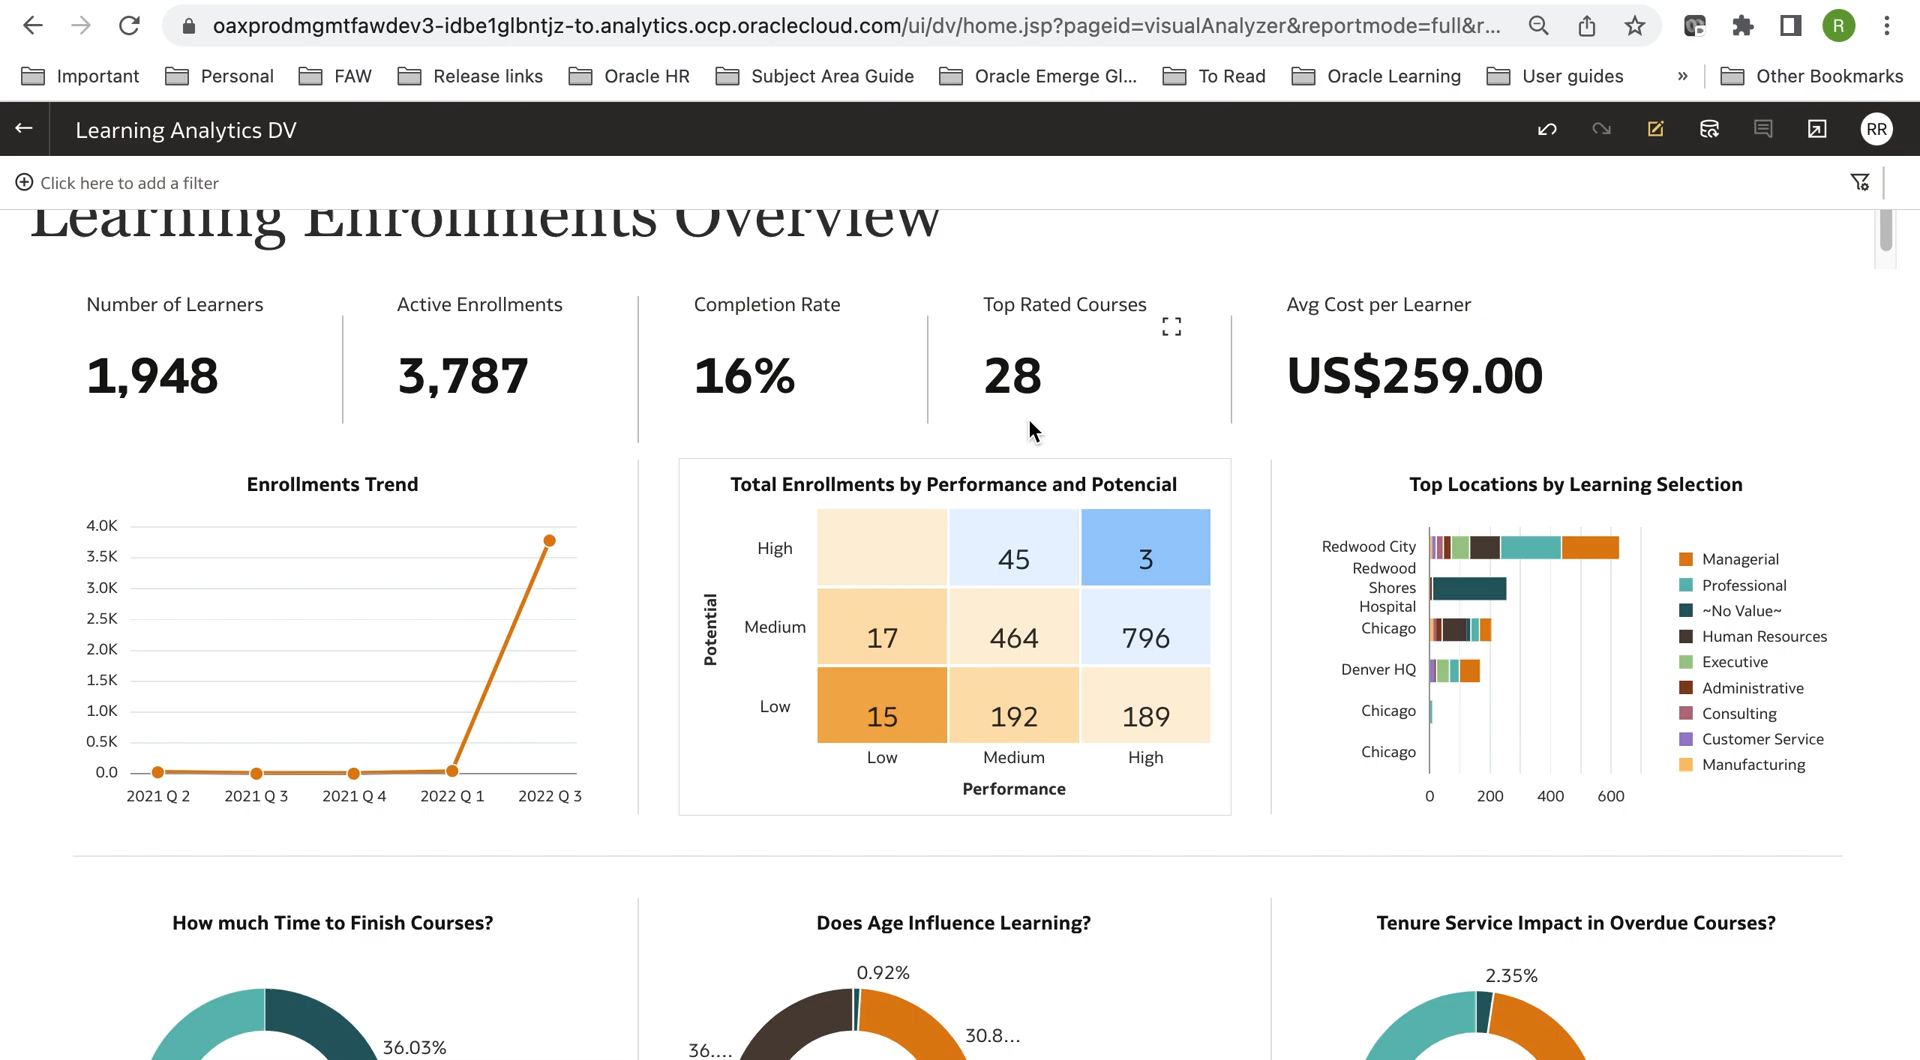 oaxprodmgmtfawdev3-idbe1glbntjz-to.analytics.ocp.oraclecloud.com/ui/dv/home.jsp?pageid=visualAnalyzer&reportmode=full&r...
R
Important
Personal
FAW
Release links
Oracle HR
Subject Area Guide
Oracle Emerge Gl...
To Read
Oracle Learning
User guides
»
Other Bookmarks
Learning Analytics DV
RR
Click here to add a filter
Learning Enrollments Overview
Number of Learners
1,948
Active Enrollments
3,787
Completion Rate
16%
Top Rated Courses
28
Avg Cost per Learner
US$259.00
Enrollments Trend
4.0K
3.5K
3.0K
2.5K
2.0K
1.5K
1.0K
0.5K
0.0
2021 Q 2
2021 Q 3
2021 Q 4
2022 Q 1
2022 Q 3
Total Enrollments by Performance and Potencial
Potential
High
45
3
Medium
17
464
796
Low
15
192
189
Low
Medium
High
Performance
Top Locations by Learning Selection
Redwood City
Redwood
Shores
Hospital
Chicago
Denver HQ
Chicago
Chicago
0
200
400
600
Managerial
Professional
~No Value~
Human Resources
Executive
Administrative
Consulting
Customer Service
Manufacturing
How much Time to Finish Courses?
36.03%
Does Age Influence Learning?
0.92%
30.8...
36....
Tenure Service Impact in Overdue Courses?
2.35%